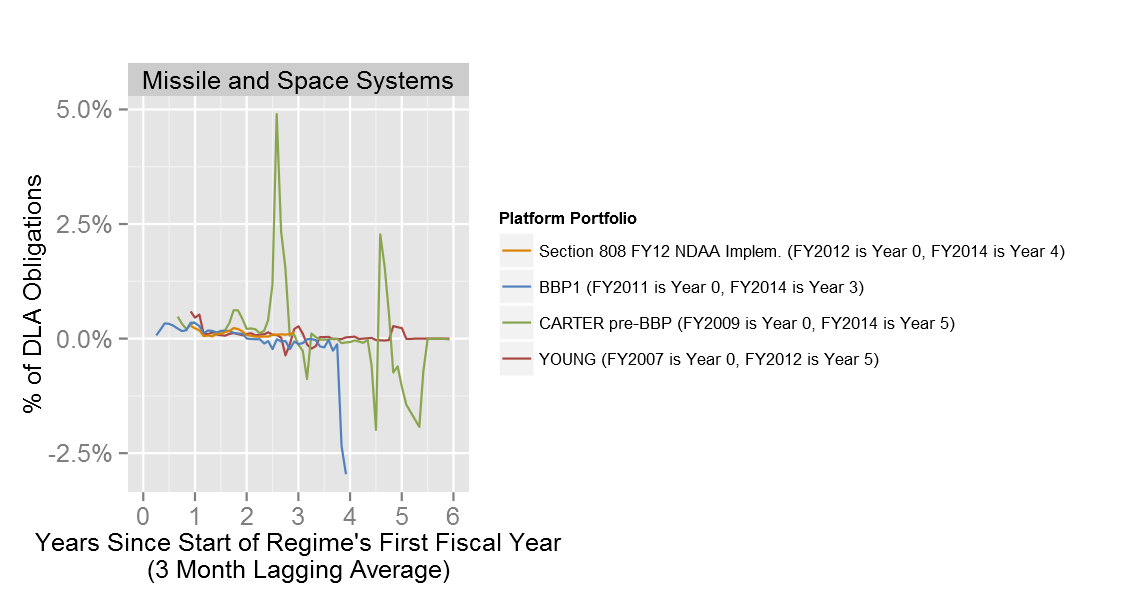 Missile and Space Systems
5.0%
2.5%
0.0%
-2.5%
% of DLA Obligations
0 1 2 3 4 5 6
Years Since Start of Regime's First Fiscal Year
(3 Month Lagging Average)
Platform Portfolio
Section 808 FY12 NDAA Implem. (FY2012 is Year 0, FY2014 is Year 4)
BBP1 (FY2011 is Year 0, FY2014 is Year 3)
CARTER pre-BBP (FY2009 is Year 0, FY2014 is Year 5)
YOUNG (FY2007 is Year 0, FY2012 is Year 5)